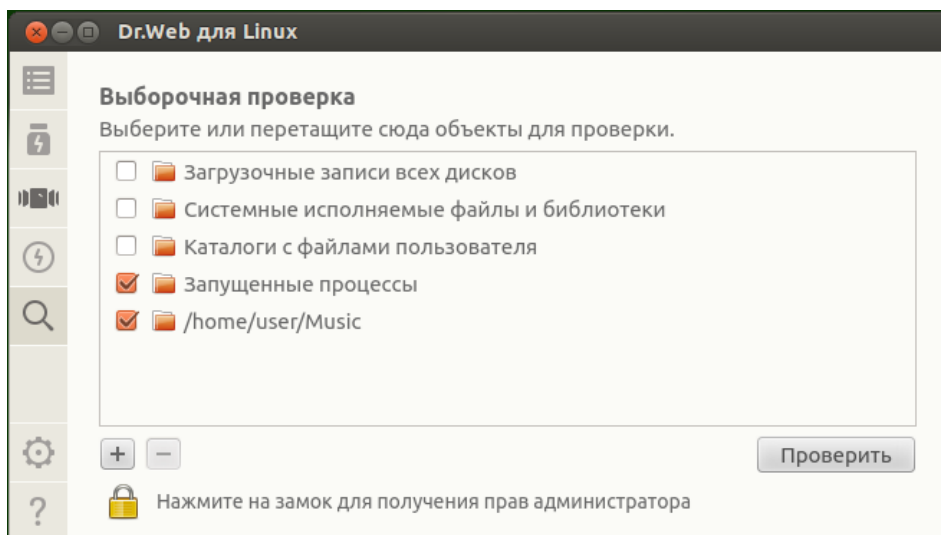 Dr.Web для Linux
Выборочная проверка
Выберите или перетащите сюда объекты для проверки.
Загрузочные записи всех дисков
Системные исполняемые файлы и библиотеки
Каталоги с файлами пользователя
Запущенные процессы
/home/user/Music
+ −
Проверить
Нажмите на замок для получения прав администратора
?